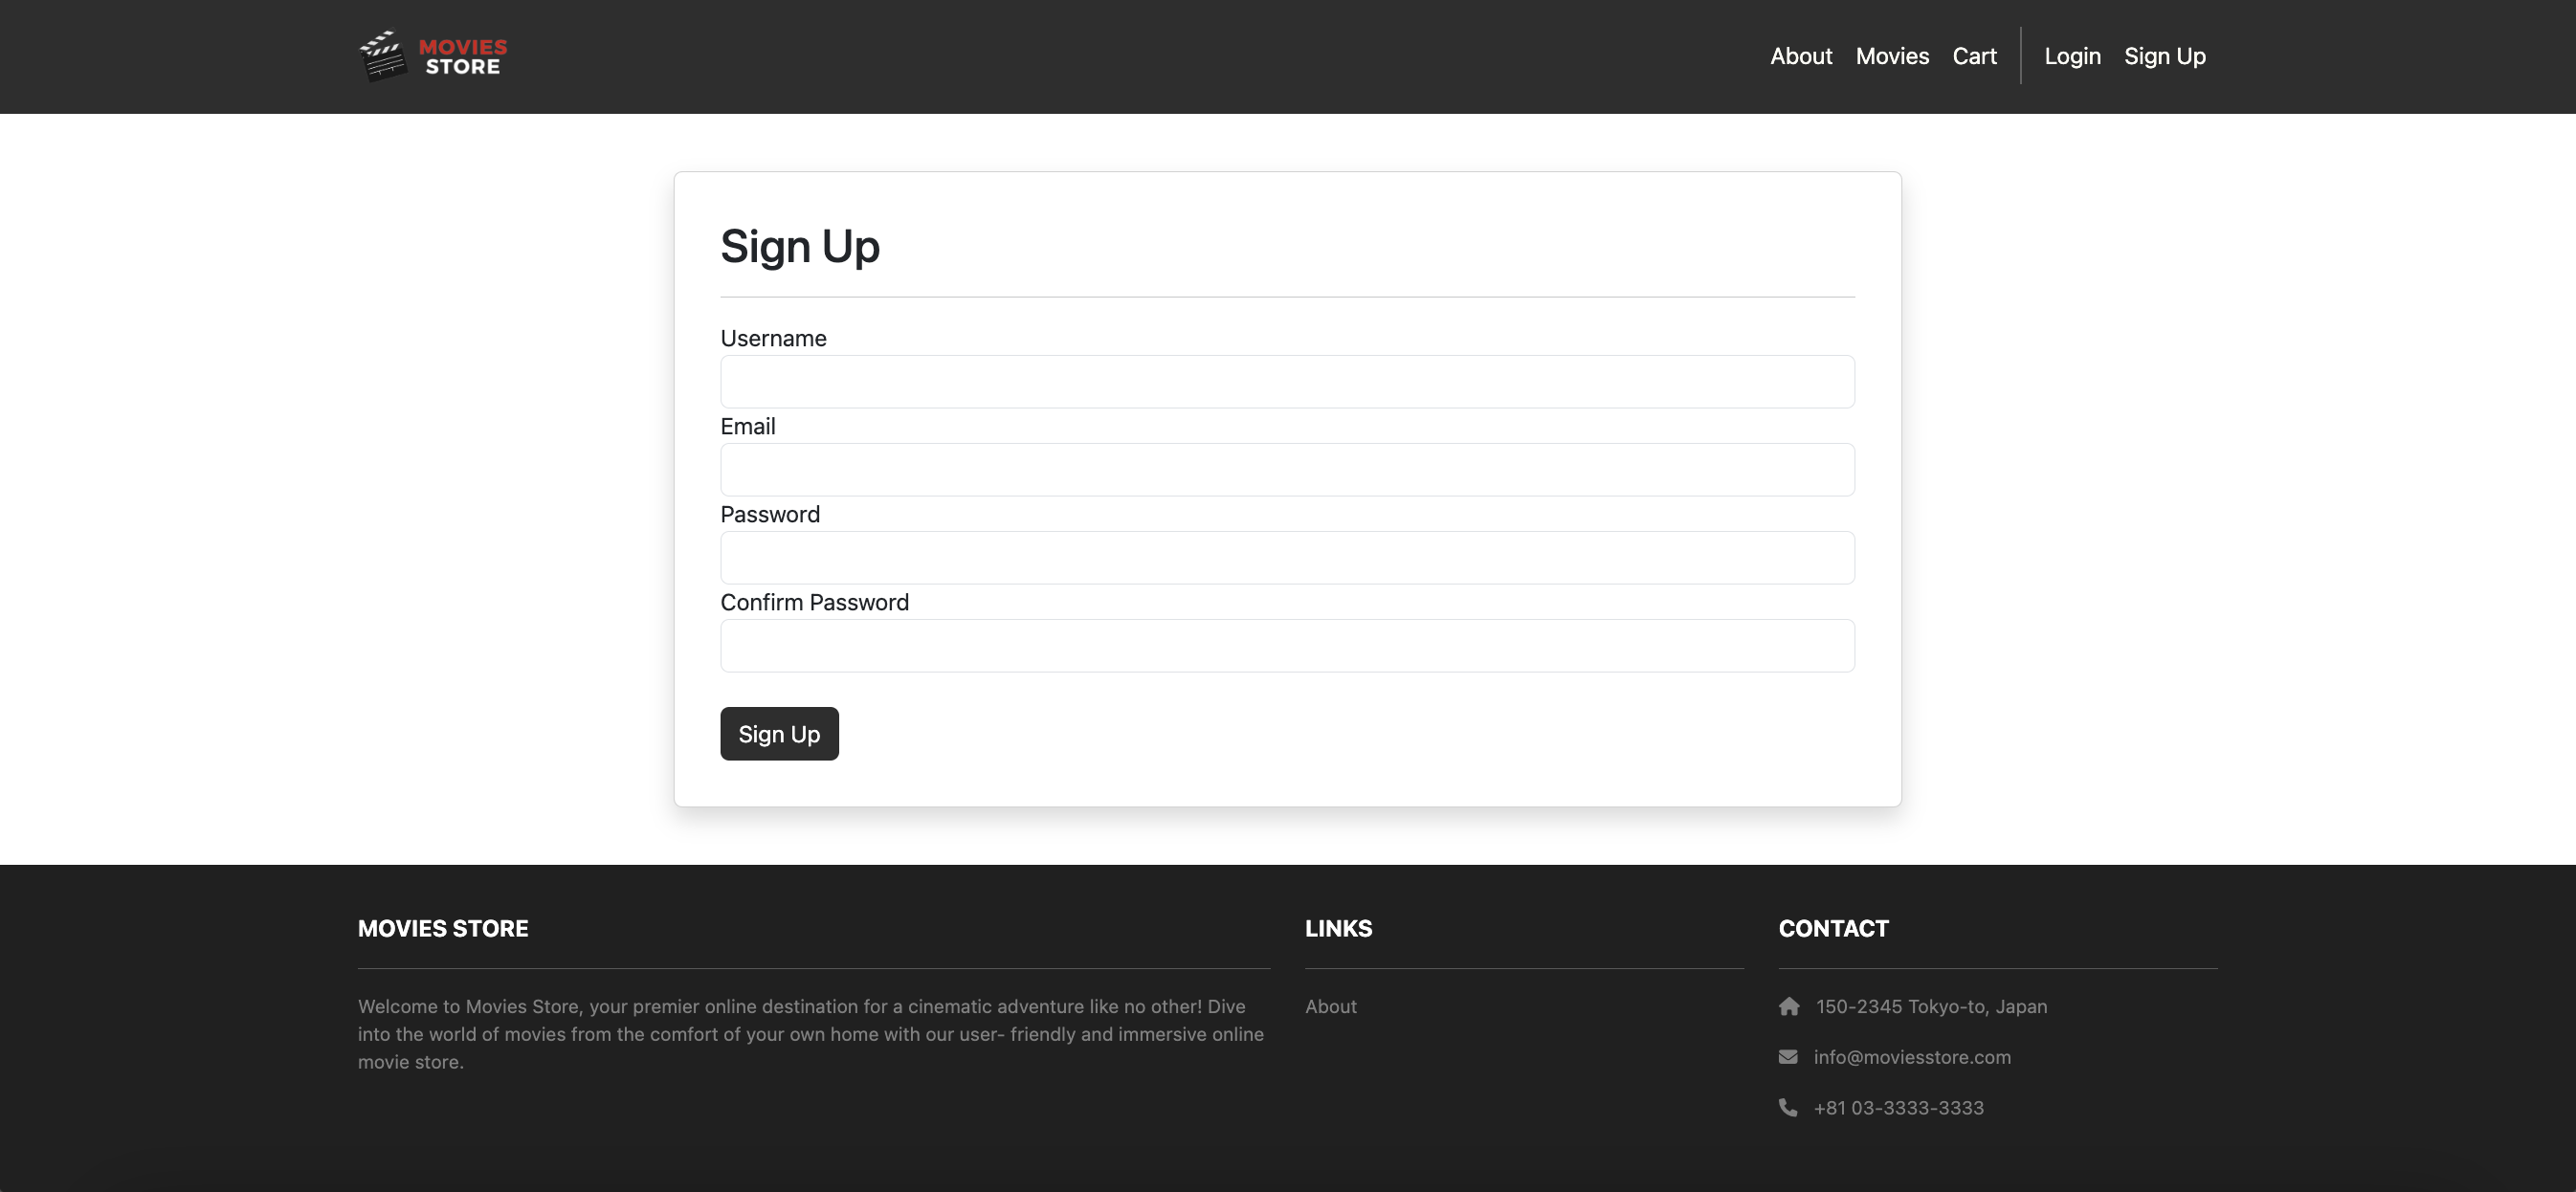 MOVIES
STORE
About Movies Cart Login Sign Up
Sign Up
Username
Email
Password
Confirm Password
Sign Up
MOVIES STORE
Welcome to Movies Store, your premier online destination for a cinematic adventure like no other! Dive
into the world of movies from the comfort of your own home with our user- friendly and immersive online
movie store.
LINKS
About
CONTACT
150-2345 Tokyo-to, Japan
info@moviesstore.com
+81 03-3333-3333